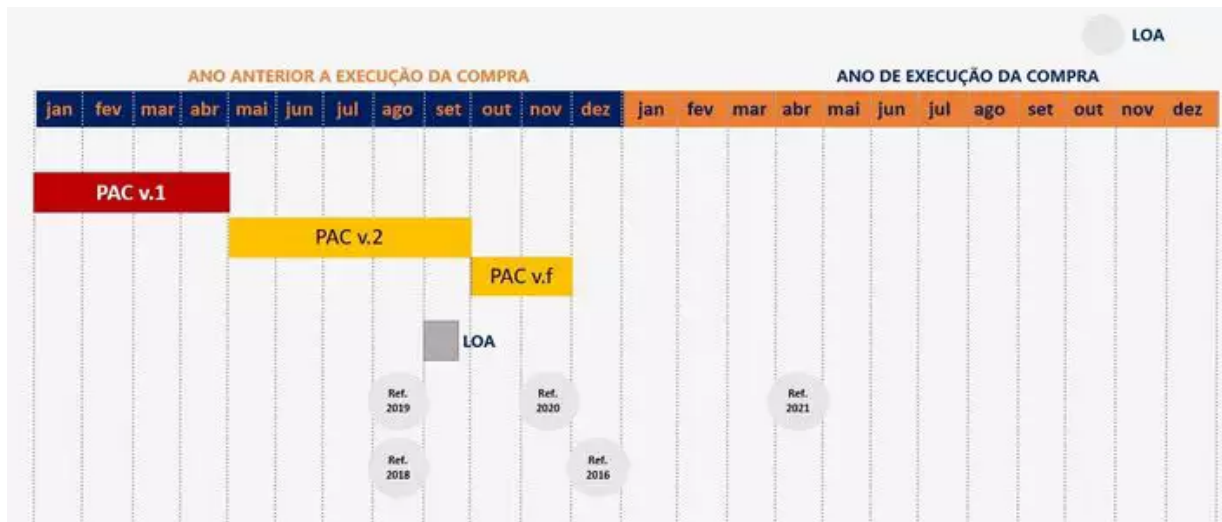 LOA
ANO ANTERIOR A EXECUÇÃO DA COMPRA
ANO DE EXECUÇÃO DA COMPRA
jan fev mar abr mai jun jul ago set out nov dez jan fev mar abr mai jun jul ago set out nov dez
PAC v.1
PAC v.2
PAC v.f
LOA
Ref.
2019
Ref.
2020
Ref.
2021
Ref.
2018
Ref.
2016